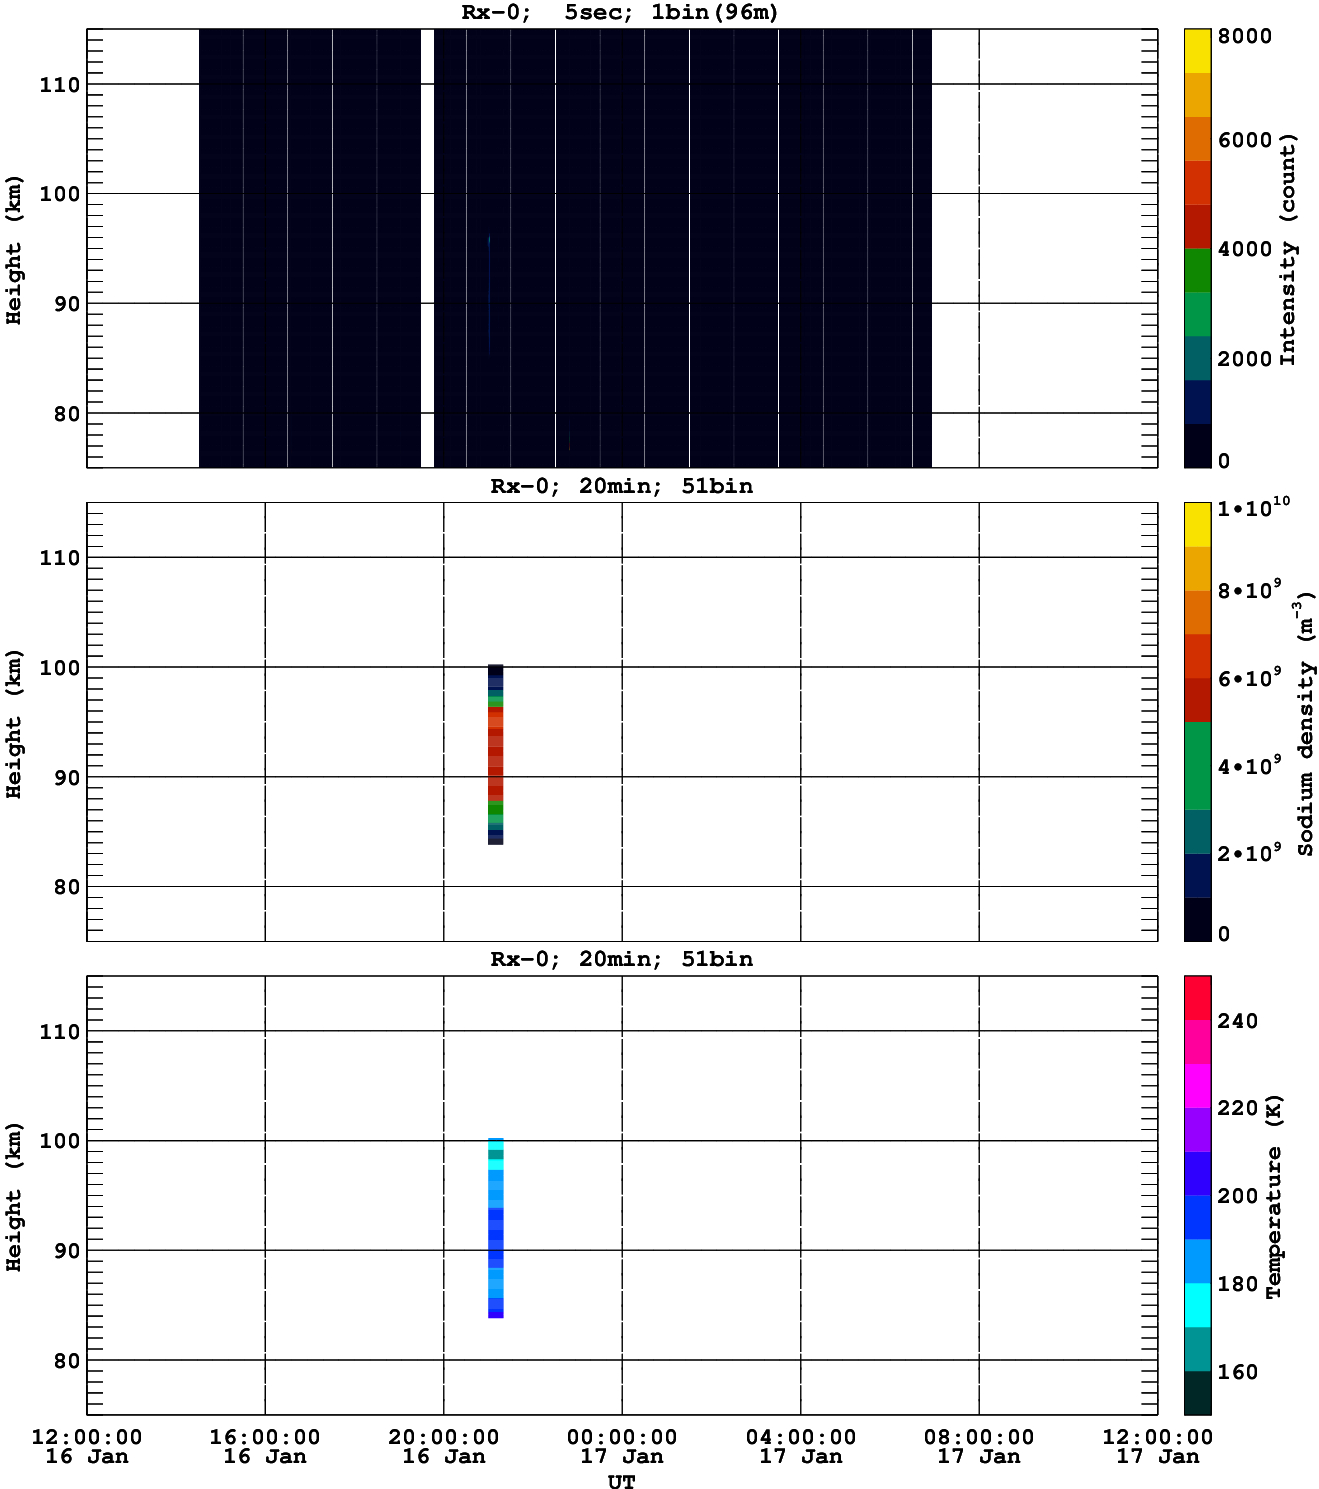 Rx-0;  5sec; 1bin(96m)
110
100
90
80
Height (km)
8000
6000
4000
2000
0
Intensity (count)
Rx-0; 20min; 51bin
110
100
90
80
Height (km)
1•10¹⁰
8•10⁹
6•10⁹
4•10⁹
2•10⁹
0
Sodium density (m⁻³)
Rx-0; 20min; 51bin
110
100
90
80
Height (km)
240
220
200
180
160
Temperature (K)
12:00:00 16:00:00 20:00:00 00:00:00 04:00:00 08:00:00 12:00:00
16 Jan 16 Jan 16 Jan 17 Jan 17 Jan 17 Jan 17 Jan
UT